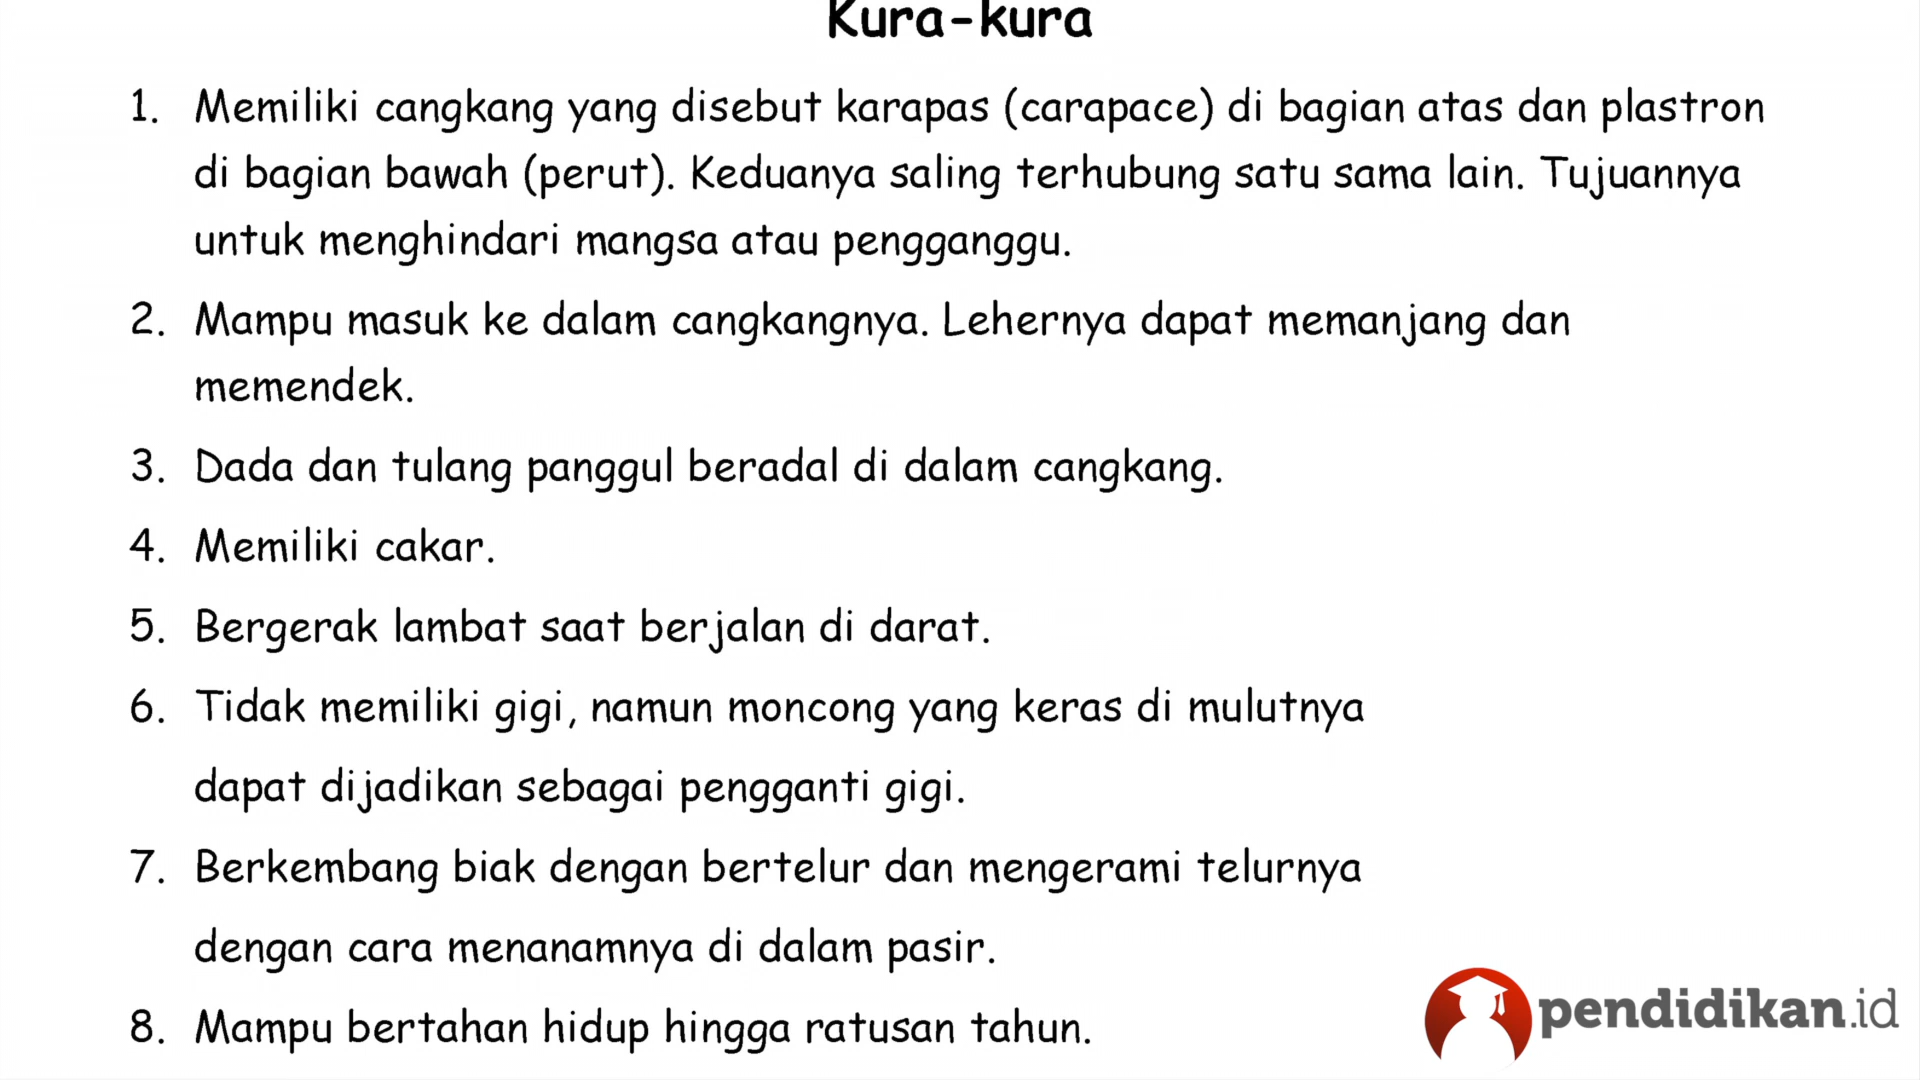 Kura-kura
1. Memiliki cangkang yang disebut karapas (carapace) di bagian atas dan plastron
di bagian bawah (perut). Keduanya saling terhubung satu sama lain. Tujuannya
untuk menghindari mangsa atau pengganggu.
2. Mampu masuk ke dalam cangkangnya. Lehernya dapat memanjang dan
memendek.
3. Dada dan tulang panggul beradal di dalam cangkang.
4. Memiliki cakar.
5. Bergerak lambat saat berjalan di darat.
6. Tidak memiliki gigi, namun moncong yang keras di mulutnya
dapat dijadikan sebagai pengganti gigi.
7. Berkembang biak dengan bertelur dan mengerami telurnya
dengan cara menanamnya di dalam pasir.
8. Mampu bertahan hidup hingga ratusan tahun.
pendidikan.id